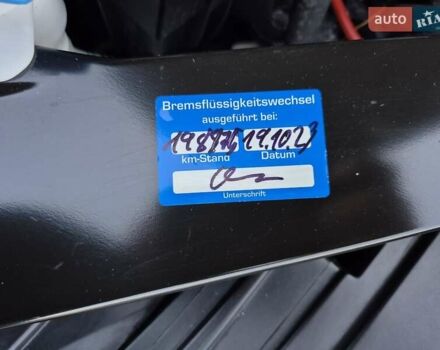 auto RIA
Bremsflüssigkeitswechsel
ausgeführt bei:
198976 19.10.23
km-Stand Datum
Unterschrift